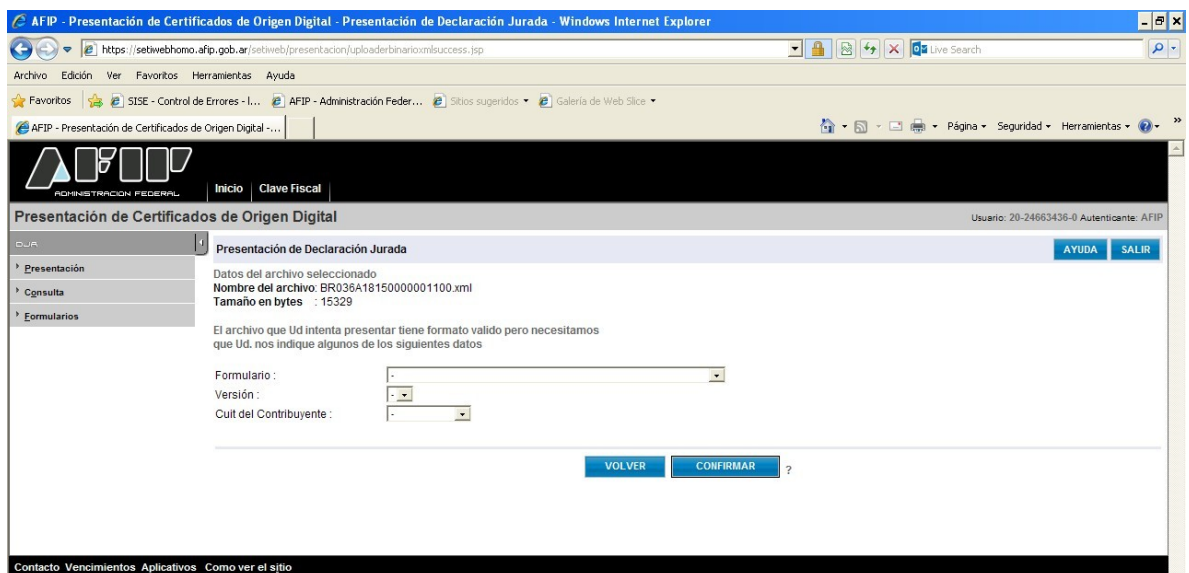 AFIP - Presentación de Certificados de Origen Digital - Presentación de Declaración Jurada - Windows Internet Explorer
https://setiwebhomo.afip.gob.ar/setiweb/presentacion/uploaderbinarioxmlsuccess.jsp
Live Search
Archivo Edición Ver Favoritos Herramientas Ayuda
Favoritos SISE - Control de Errores - I... AFIP - Administración Feder... Sitios sugeridos Galería de Web Slice
AFIP - Presentación de Certificados de Origen Digital -... Página Seguridad Herramientas »
AFIP
ADMINISTRACION FEDERAL
Inicio Clave Fiscal
Presentación de Certificados de Origen Digital Usuario: 20-24663436-0 Autenticante: AFIP
DJR
Presentación de Declaración Jurada AYUDA SALIR
Presentación
Consulta
Formularios
Datos del archivo seleccionado
Nombre del archivo: BR036A18150000001100.xml
Tamaño en bytes : 15329
El archivo que Ud intenta presentar tiene formato valido pero necesitamos
que Ud. nos indique algunos de los siguientes datos
Formulario : -
Versión : -
Cuit del Contribuyente : -
VOLVER CONFIRMAR ?
Contacto Vencimientos Aplicativos Como ver el sitio